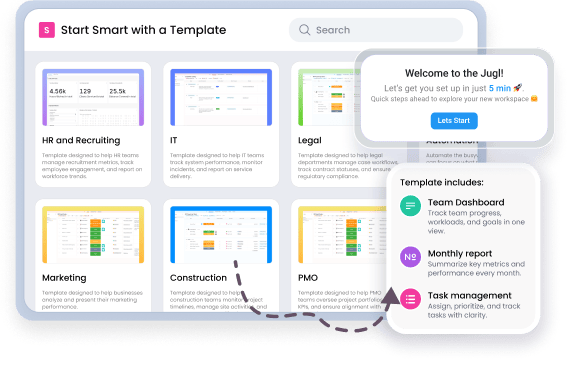 S Start Smart with a Template
Search
Welcome to the Jugl!
Let's get you set up in just 5 min 🚀
Quick steps ahead to explore your new workspace 😊
Lets Start
4.56k 129 25.5k
HR and Recruiting
Template designed to help HR teams
manage recruitment metrics, track
employee engagement, and report on
workforce trends.
IT
Template designed to help IT teams
track system performance, monitor
incidents, and report on service
delivery.
Legal
Template designed to help legal
departments manage case workflows,
track contract statuses, and ensure
regulatory compliance.
Automation
Automate the busy
Template includes:
Team Dashboard
Track team progress,
workloads, and goals in one
view.
Nº Monthly report
Summarize key metrics and
performance every month.
Task management
Assign, prioritize, and track
tasks with clarity.
Marketing
Template designed to help businesses
analyze and present their marketing
performance.
Construction
Template designed to help
construction teams monitor project
timelines, manage site activities, and
PMO
Template designed to help PMO
teams oversee project portfolios,
KPIs, and ensure alignment with